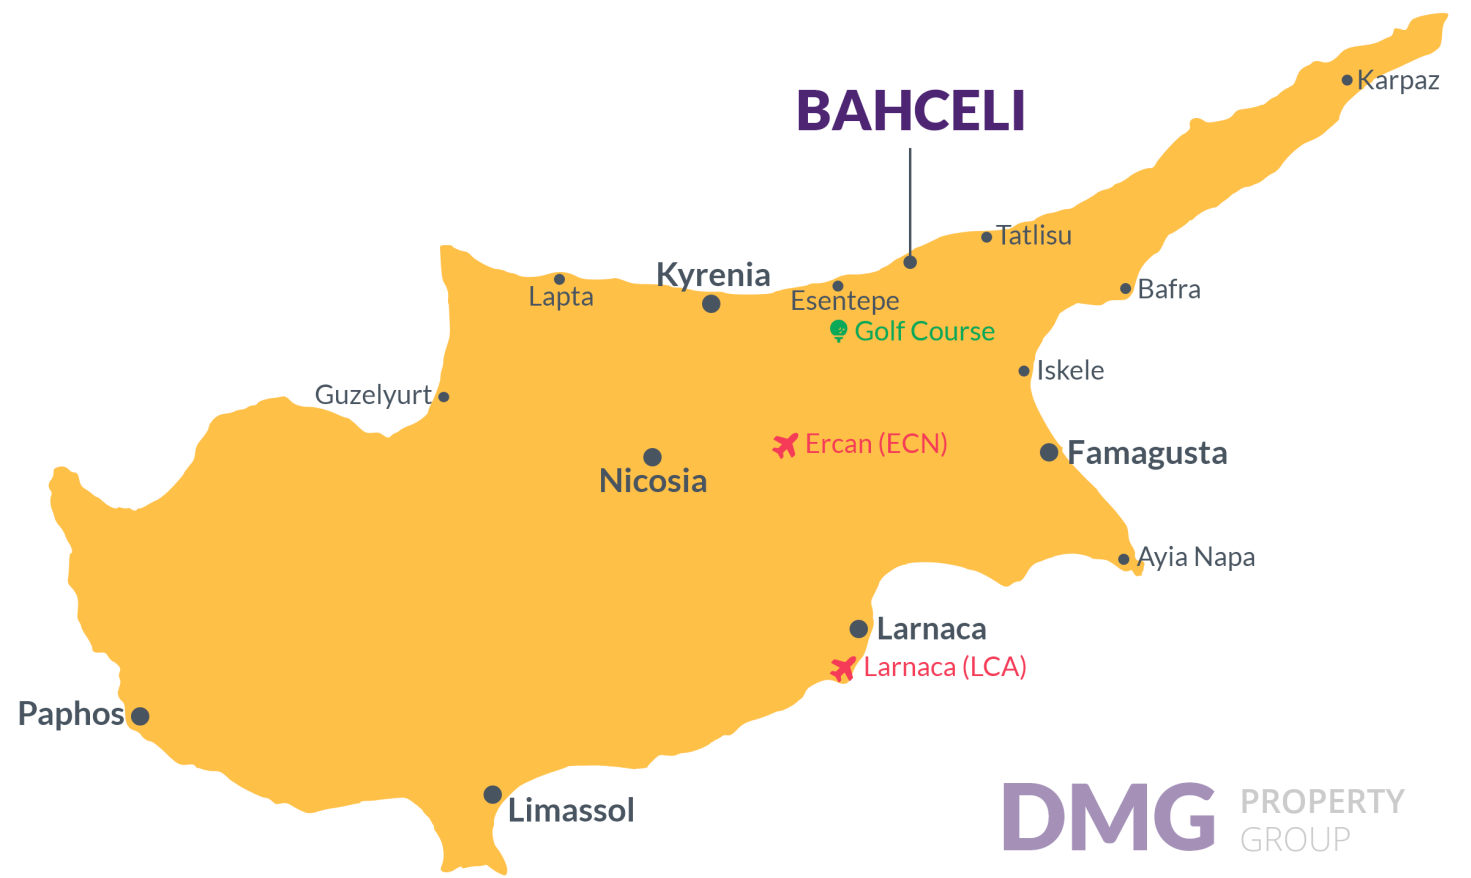 Karpaz
BAHCELI
Tatlisu
Kyrenia
Lapta
Esentepe
Bafra
Golf Course
Iskele
Guzelyurt
Ercan (ECN)
Famagusta
Nicosia
Ayia Napa
Larnaca
Larnaca (LCA)
Paphos
Limassol
DMG PROPERTY
GROUP